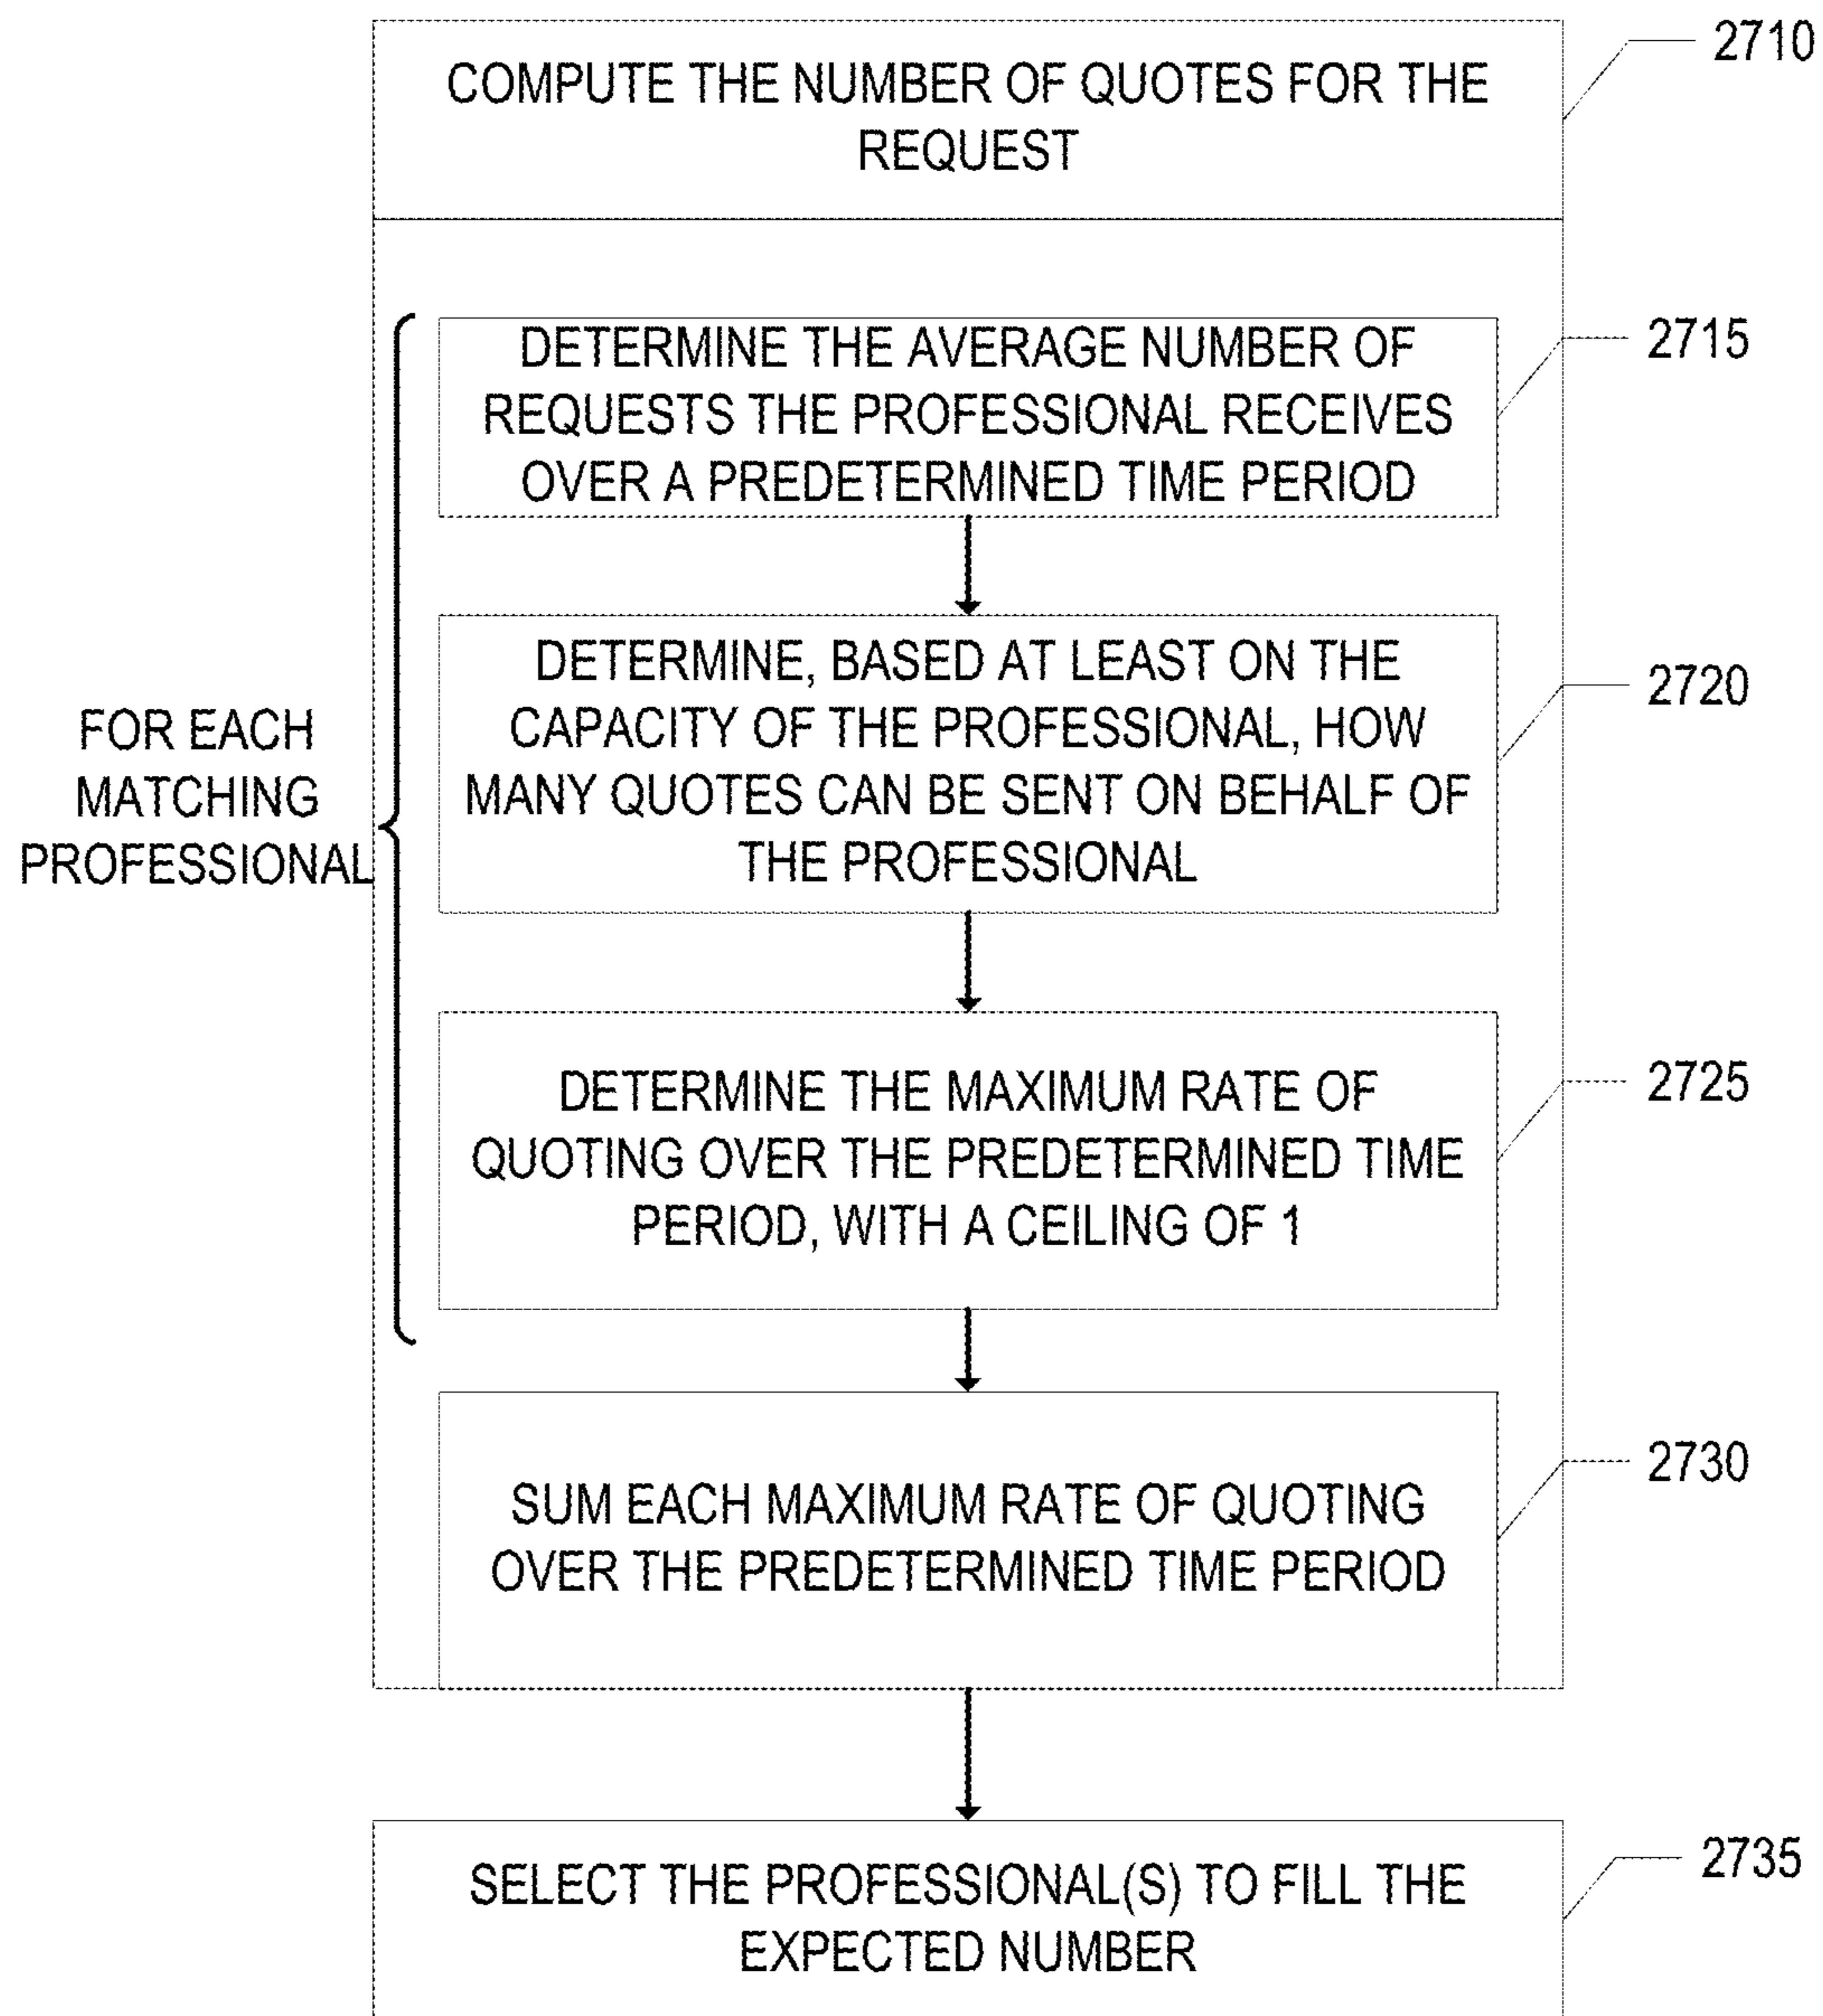 COMPUTE THE NUMBER OF QUOTES FOR THE
REQUEST
2710
DETERMINE THE AVERAGE NUMBER OF
REQUESTS THE PROFESSIONAL RECEIVES
OVER A PREDETERMINED TIME PERIOD
2715
FOR EACH
MATCHING
PROFESSIONAL
DETERMINE, BASED AT LEAST ON THE
CAPACITY OF THE PROFESSIONAL, HOW
MANY QUOTES CAN BE SENT ON BEHALF OF
THE PROFESSIONAL
2720
DETERMINE THE MAXIMUM RATE OF
QUOTING OVER THE PREDETERMINED TIME
PERIOD, WITH A CEILING OF 1
2725
SUM EACH MAXIMUM RATE OF QUOTING
OVER THE PREDETERMINED TIME PERIOD
2730
SELECT THE PROFESSIONAL(S) TO FILL THE
EXPECTED NUMBER
2735